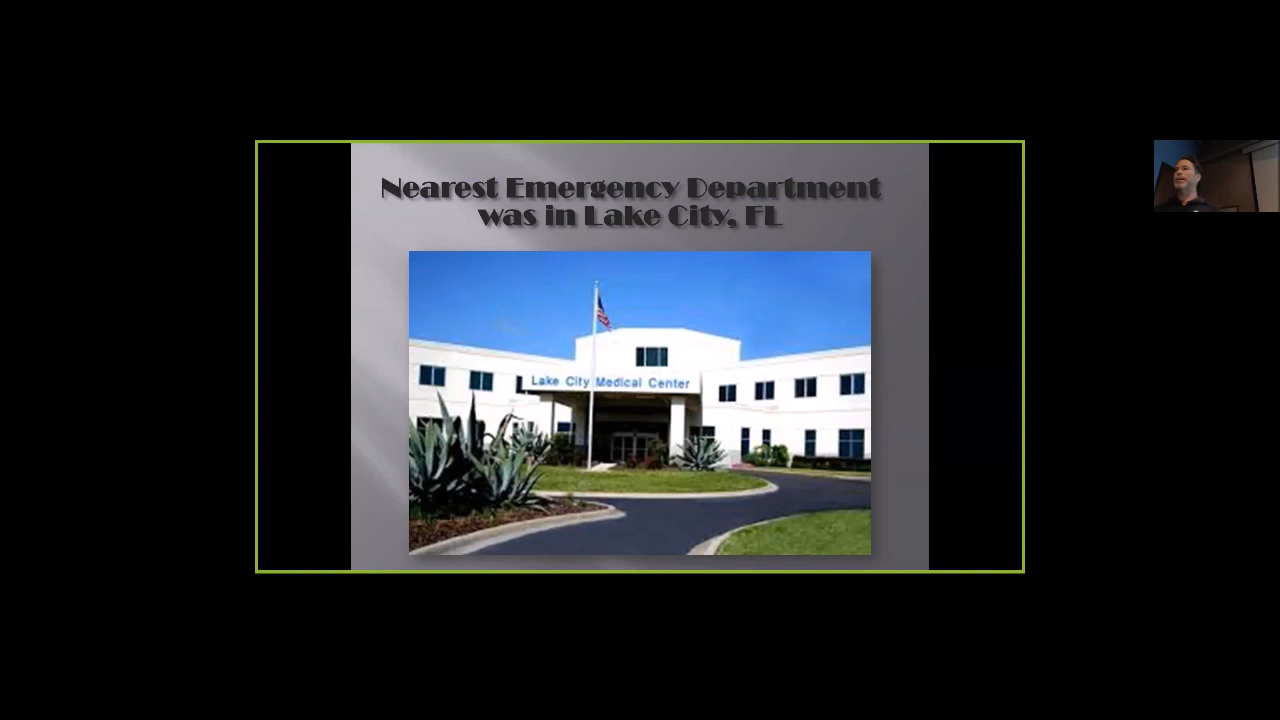 Nearest Emergency Department
was in Lake City, FL
Lake City Medical Center